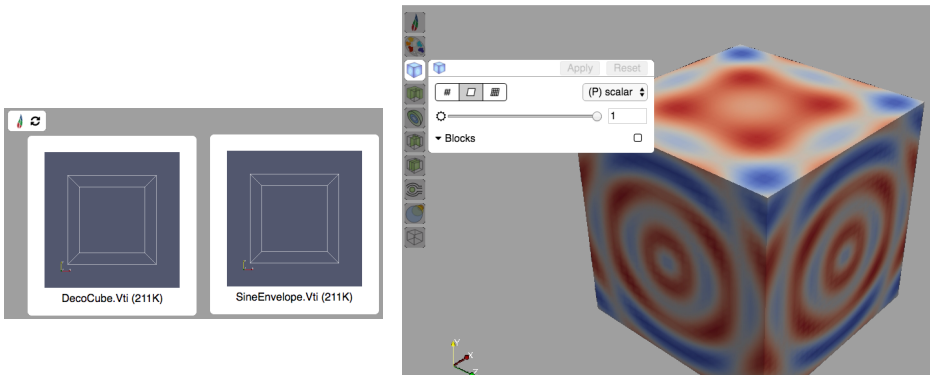 DecoCube.Vti (211K)
SineEnvelope.Vti (211K)
Apply Reset
(P) scalar
1
Blocks
Y
X
Z